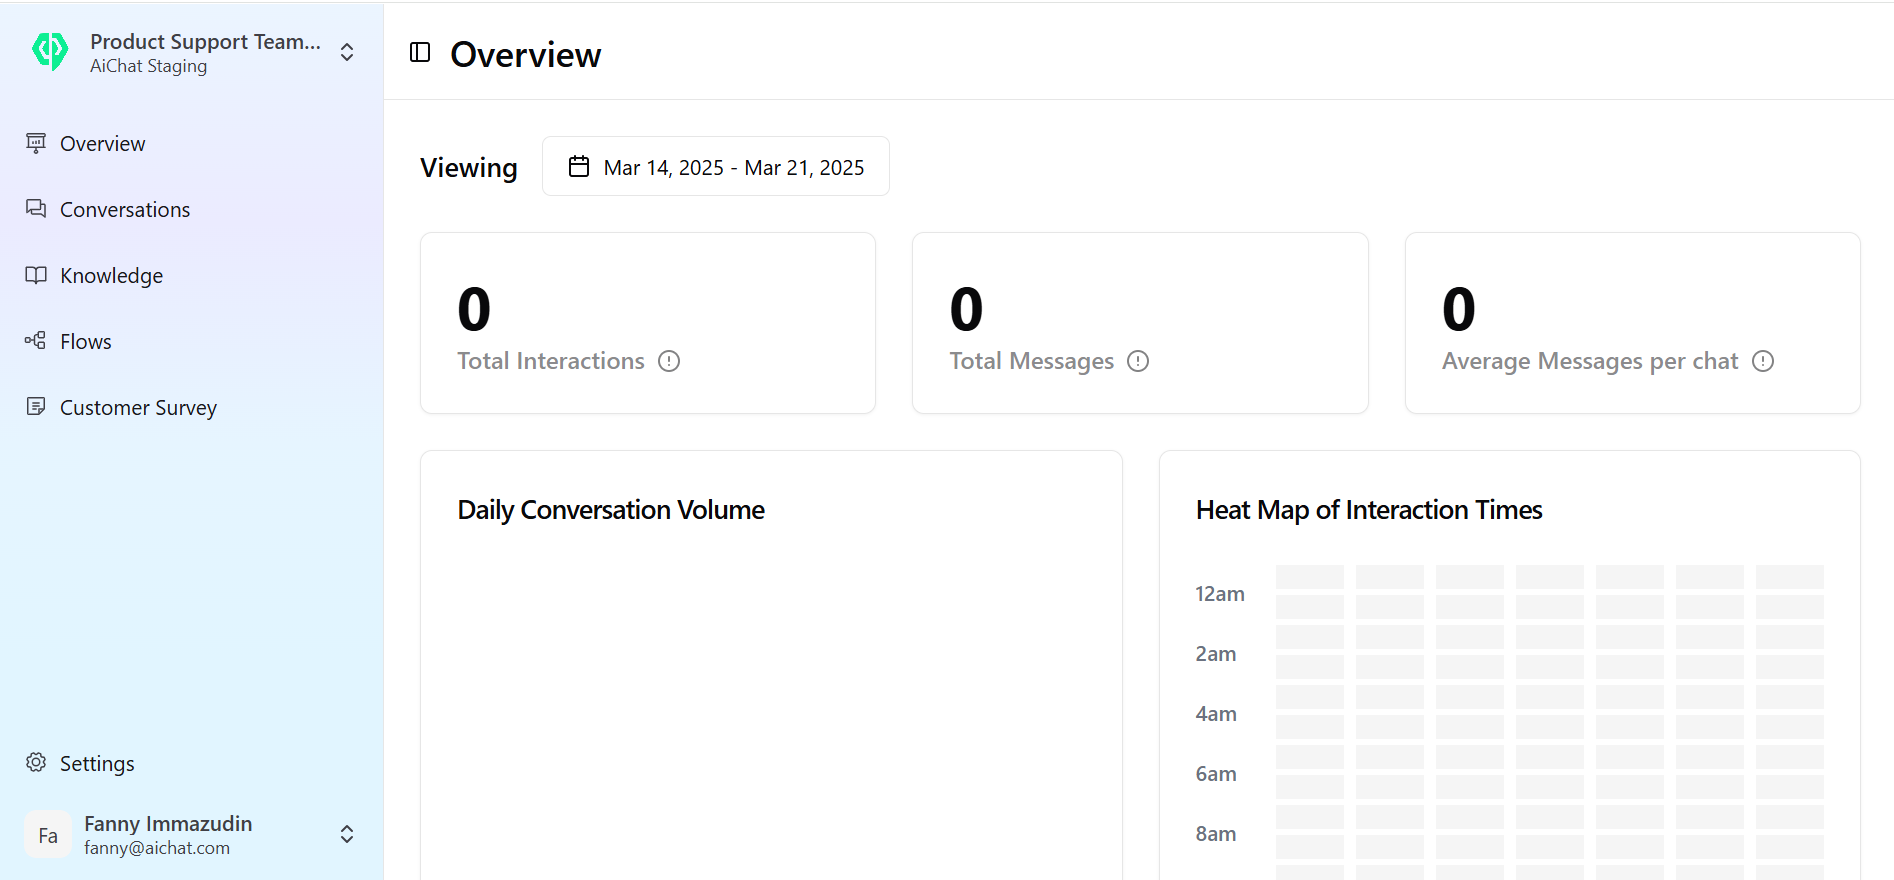 Product Support Team...
AiChat Staging
Overview
Conversations
Knowledge
Flows
Customer Survey
Settings
Fa
Fanny Immazudin
fanny@aichat.com
Overview
Viewing
Mar 14, 2025 - Mar 21, 2025
0
Total Interactions
0
Total Messages
0
Average Messages per chat
Daily Conversation Volume
Heat Map of Interaction Times
12am
2am
4am
6am
8am